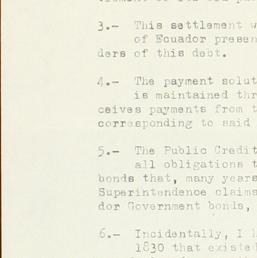 3.- This settlement w
of Ecuador presen
ders of this debt.
4.- The payment solut
is maintained thr
ceives payments from t
corresponding to said
5.- The Public Credit
all obligations t
bonds that, many years
Superintendence claims
dor Government bonds,
6.- Incidentally, I
1830 that existed